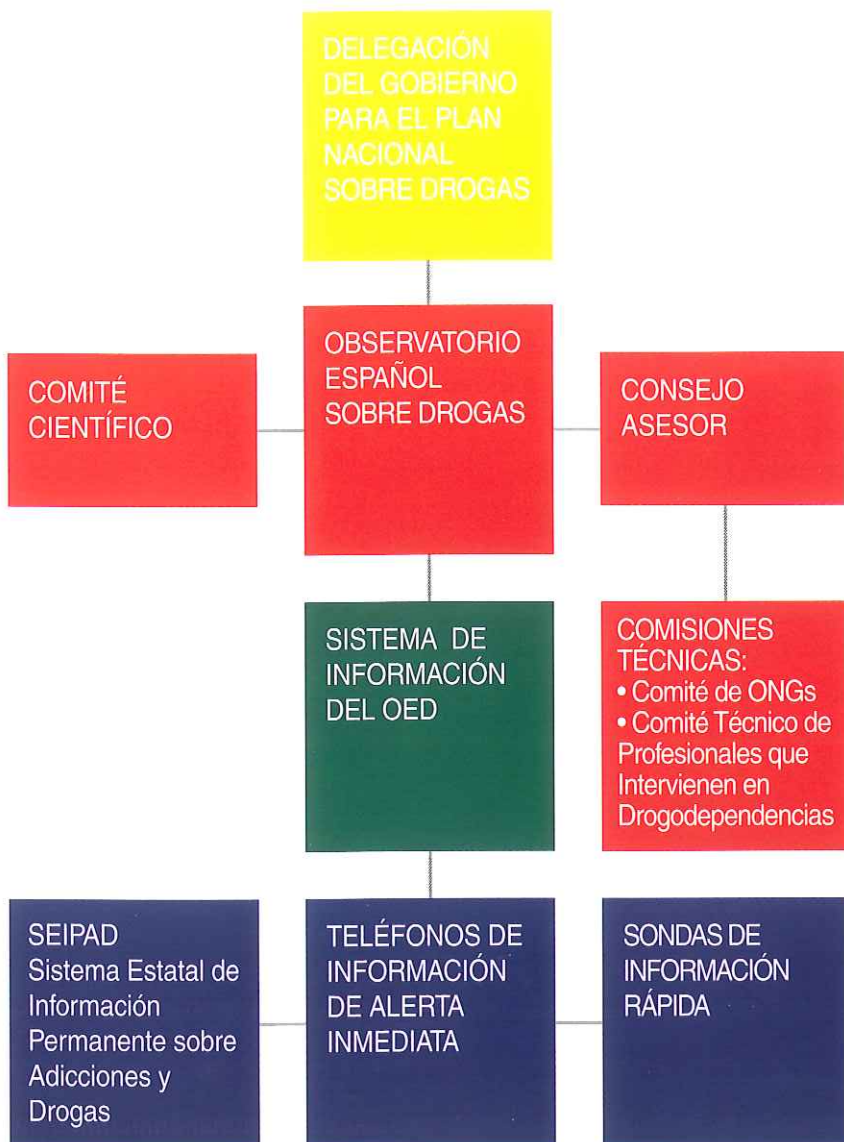 DELEGACIÓN
DEL GOBIERNO
PARA EL PLAN
NACIONAL
SOBRE DROGAS
COMITÉ
CIENTÍFICO
OBSERVATORIO
ESPAÑOL
SOBRE DROGAS
CONSEJO
ASESOR
SISTEMA DE
INFORMACIÓN
DEL OED
COMISIONES
TÉCNICAS:
• Comité de ONGs
• Comité Técnico de
Profesionales que
Intervienen en
Drogodependencias
SEIPAD
Sistema Estatal de
Información
Permanente sobre
Adicciones y
Drogas
TELÉFONOS DE
INFORMACIÓN
DE ALERTA
INMEDIATA
SONDAS DE
INFORMACIÓN
RÁPIDA